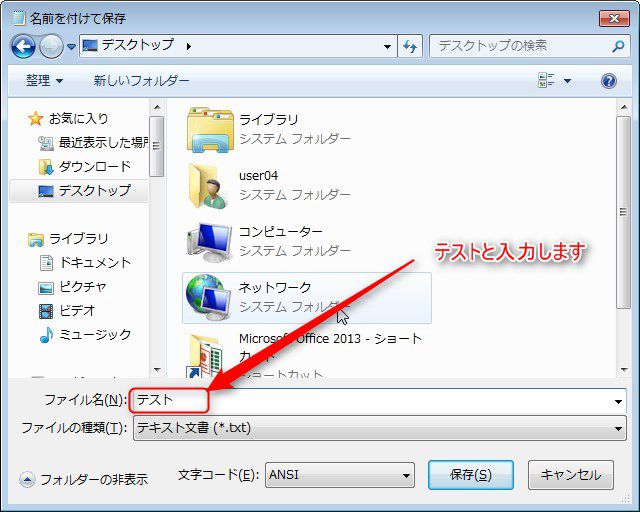 名前を付けて保存
デスクトップ
デスクトップの検索
整理
新しいフォルダー
お気に入り
最近表示した場所
ダウンロード
デスクトップ
ライブラリ
ドキュメント
ピクチャ
ビデオ
ミュージック
ライブラリ
システム フォルダー
user04
システム フォルダー
コンピューター
システム フォルダー
ネットワーク
システム フォルダー
Microsoft Office 2013 - ショート
カット
ショートカット
テストと入力します
ファイル名(N): テスト
ファイルの種類(T): テキスト文書 (*.txt)
フォルダーの非表示
文字コード(E): ANSI
保存(S)
キャンセル